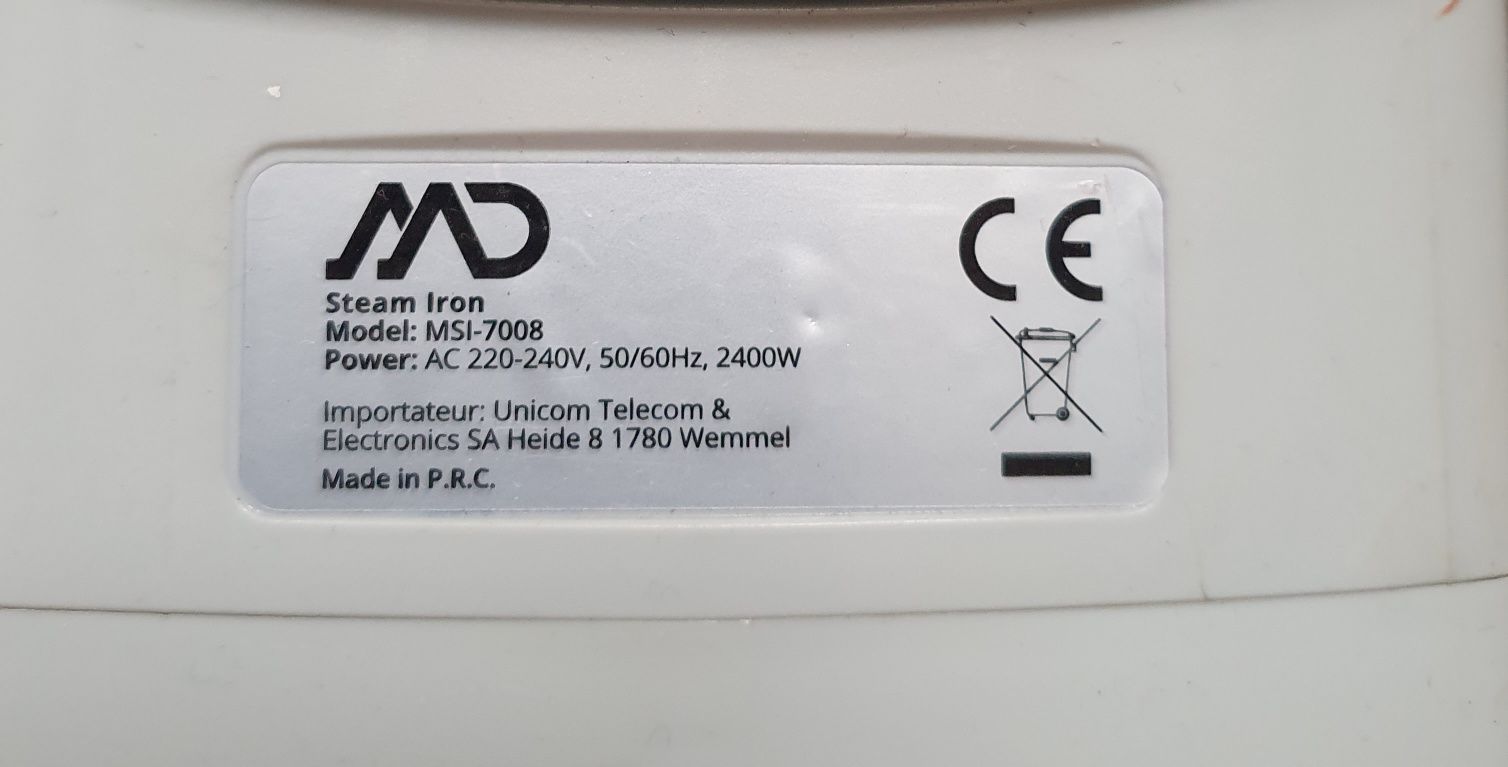 MD
Steam Iron
Model: MSI-7008
Power: AC 220-240V, 50/60Hz, 2400W
Importateur: Unicom Telecom &
Electronics SA Heide 8 1780 Wemmel
Made in P.R.C.
CE